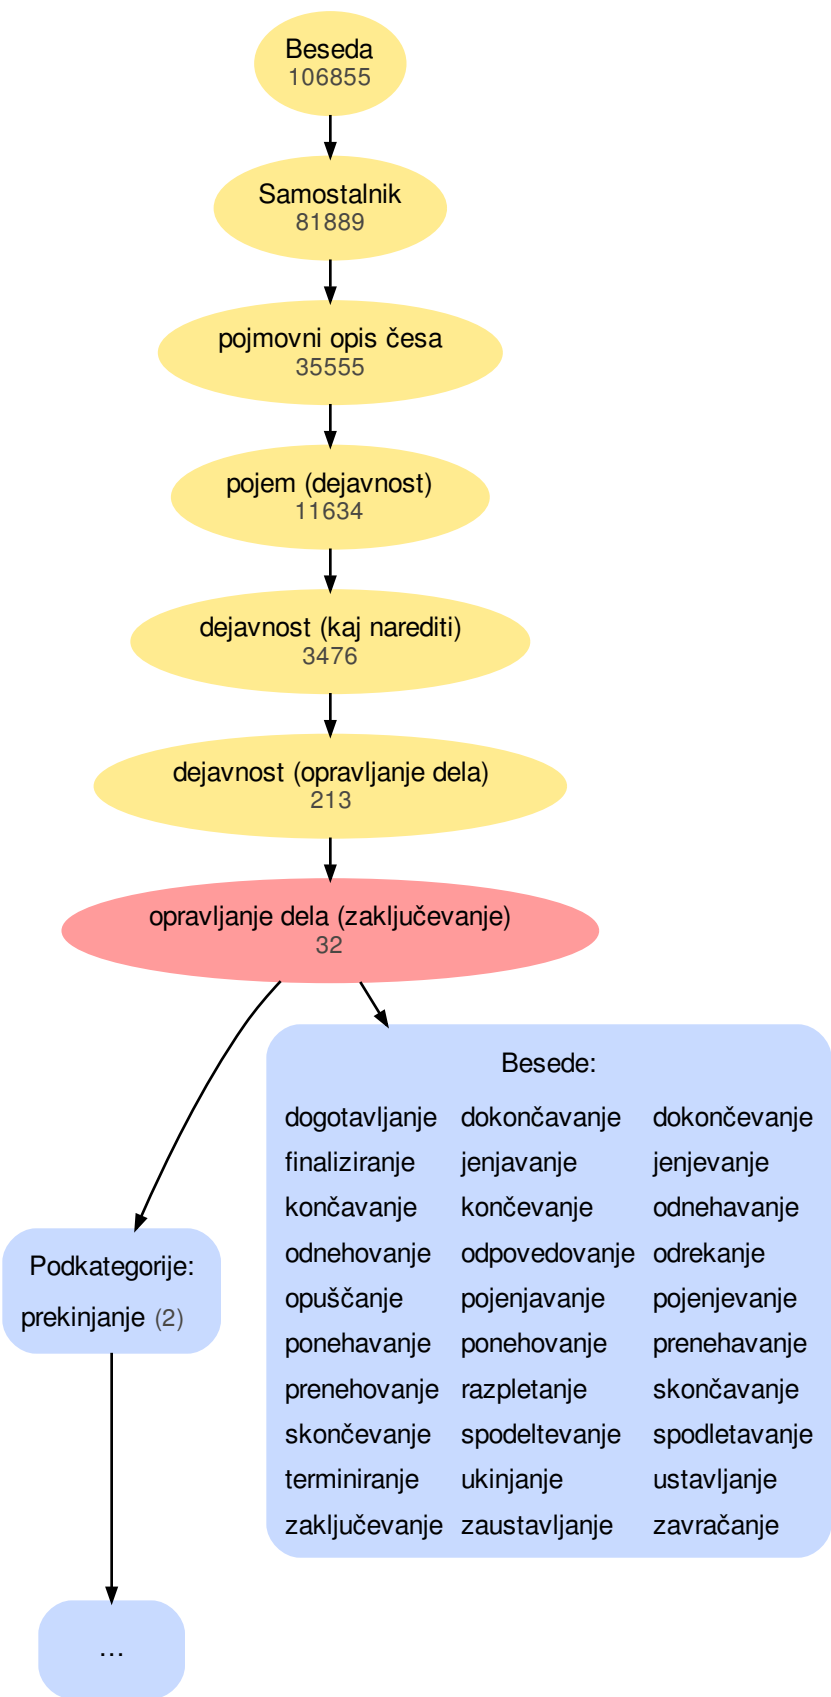 Beseda
106855
Samostalnik
81889
pojmovni opis česa
35555
pojem (dejavnost)
11634
dejavnost (kaj narediti)
3476
dejavnost (opravljanje dela)
213
opravljanje dela (zaključevanje)
32
Besede:
dogotavljanje dokončavanje dokončevanje
finaliziranje jenjavanje jenjevanje
končavanje končevanje odnehavanje
odnehovanje odpovedovanje odrekanje
opuščanje pojenjavanje pojenjevanje
ponehavanje ponehovanje prenehavanje
prenehovanje razpletanje skončavanje
skončevanje spodeltevanje spodletavanje
terminiranje ukinjanje ustavljanje
zaključevanje zaustavljanje zavračanje
Podkategorije:
prekinjanje (2)
...